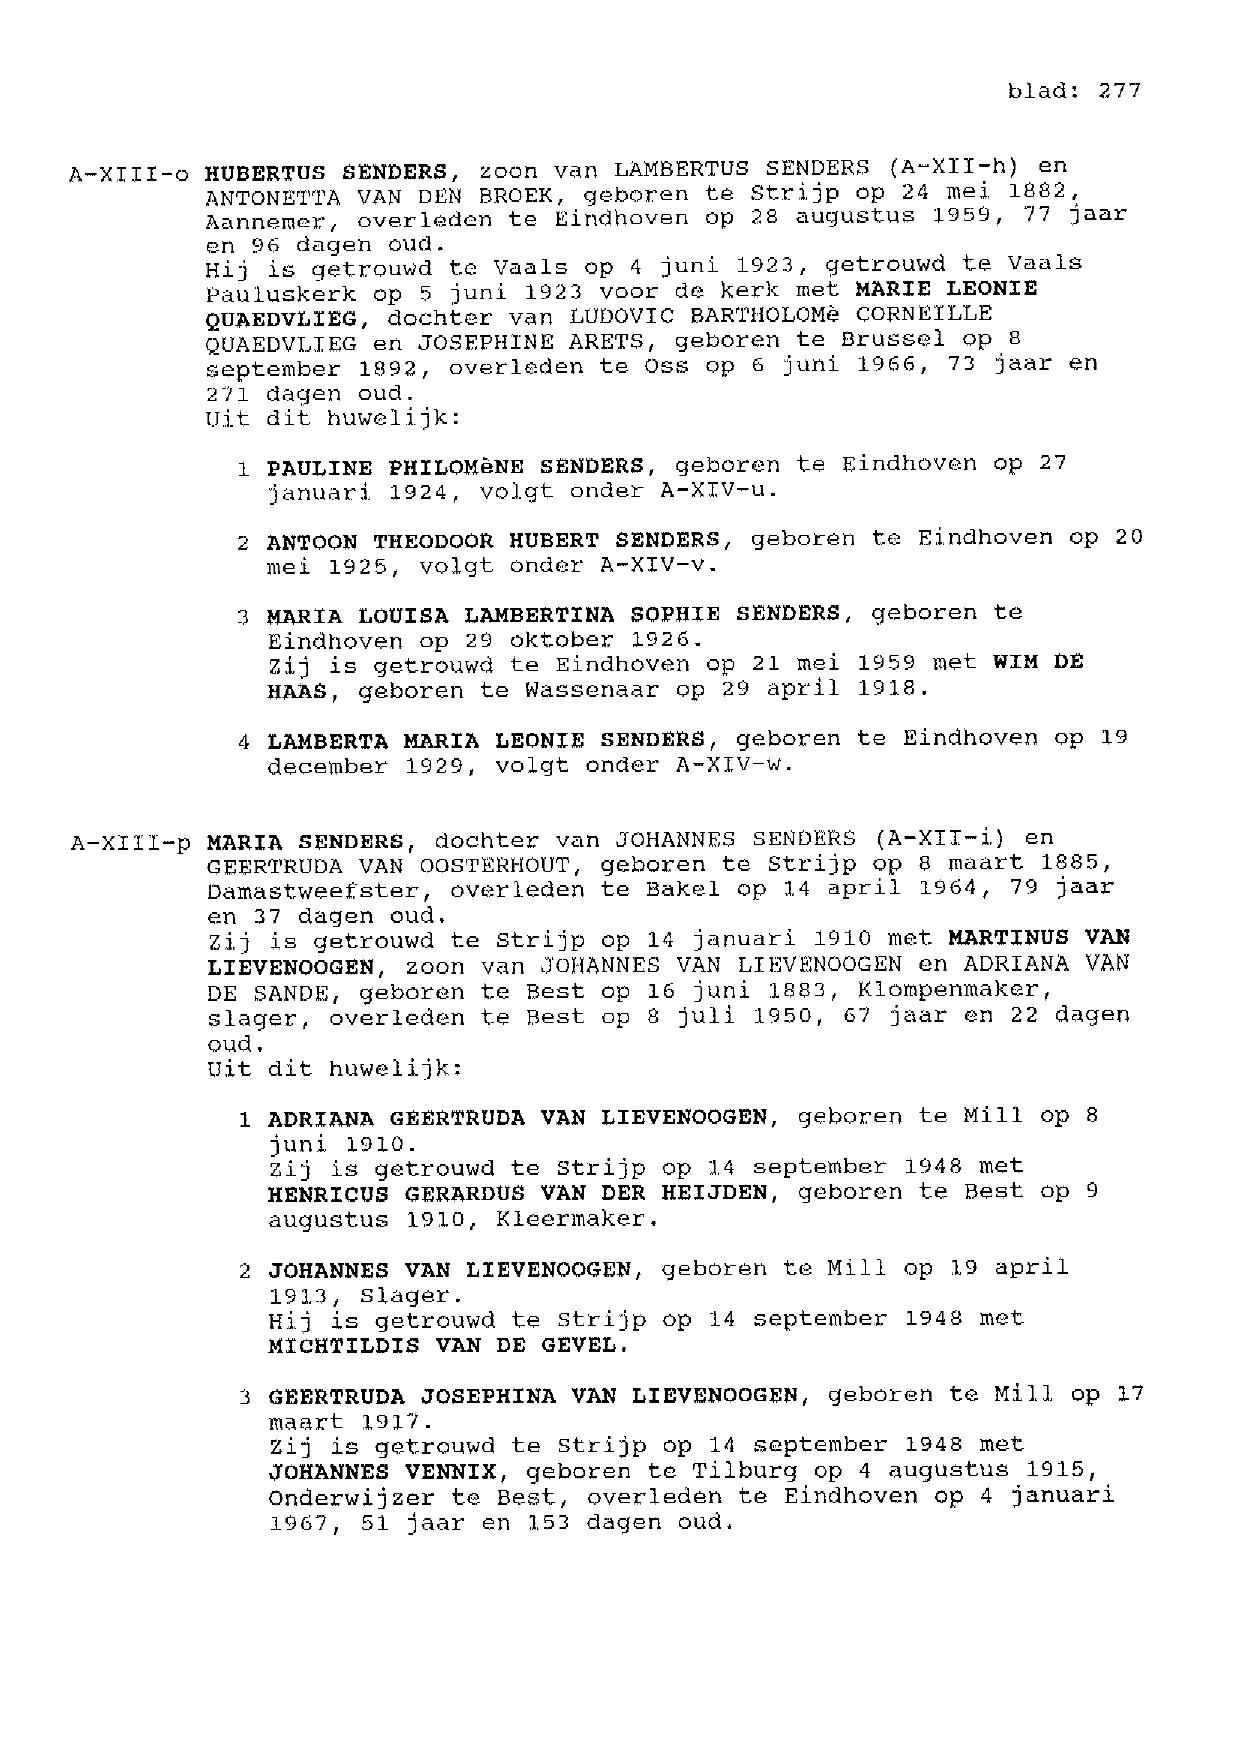 blad: 277
A-XIII-o HUBERTUS SENDERS, zoon van LAMBERTUS SENDERS (A-XII-h) en
ANTONETTA VAN DEN BROEK, geboren te Strijp op 24 mei 1882,
Aannemer, overleden te Eindhoven op 28 augustus 1959, 77 jaar
en 96 dagen oud.
Hij is getrouwd te Vaals op 4 juni 1923, getrouwd te Vaals
Pauluskerk op 5 juni 1923 voor de kerk met MARIE LEONIE
QUAEDVLIEG, dochter van LUDOVIC BARTHOLOMè CORNEILLE
QUAEDVLIEG en JOSEPHINE ARETS, geboren te Brussel op 8
september 1892, overleden te Oss op 6 juni 1966, 73 jaar en
271 dagen oud.
Uit dit huwelijk:
1 PAULINE PHILOMèNE SENDERS, geboren te Eindhoven op 27
januari 1924, volgt onder A-XIV-u.
2 ANTOON THEODOOR HUBERT SENDERS, geboren te Eindhoven op 20
mei 1925, volgt onder A-XIV-v.
3 MARIA LOUISA LAMBERTINA SOPHIE SENDERS, geboren te
Eindhoven op 29 oktober 1926.
Zij is getrouwd te Eindhoven op 21 mei 1959 met WIM DE
HAAS, geboren te Wassenaar op 29 april 1918.
4 LAMBERTA MARIA LEONIE SENDERS, geboren te Eindhoven op 19
december 1929, volgt onder A-XIV-w.
A-XIII-p MARIA SENDERS, dochter van JOHANNES SENDERS (A-XII-i) en
GEERTRUDA VAN OOSTERHOUT, geboren te Strijp op 8 maart 1885,
Damastweefster, overleden te Bakel op 14 april 1964, 79 jaar
en 37 dagen oud.
Zij is getrouwd te Strijp op 14 januari 1910 met MARTINUS VAN
LIEVENOOGEN, zoon van JOHANNES VAN LIEVENOOGEN en ADRIANA VAN
DE SANDE, geboren te Best op 16 juni 1883, Klompenmaker,
slager, overleden te Best op 8 juli 1950, 67 jaar en 22 dagen
oud.
Uit dit huwelijk:
1 ADRIANA GEERTRUDA VAN LIEVENOOGEN, geboren te Mill op 8
juni 1910.
Zij is getrouwd te Strijp op 14 september 1948 met
HENRICUS GERARDUS VAN DER HEIJDEN, geboren te Best op 9
augustus 1910, Kleermaker.
2 JOHANNES VAN LIEVENOOGEN, geboren te Mill op 19 april
1913, Slager.
Hij is getrouwd te Strijp op 14 september 1948 met
MICHTILDIS VAN DE GEVEL.
3 GEERTRUDA JOSEPHINA VAN LIEVENOOGEN, geboren te Mill op 17
maart 1917.
Zij is getrouwd te Strijp op 14 september 1948 met
JOHANNES VENNIX, geboren te Tilburg op 4 augustus 1915,
Onderwijzer te Best, overleden te Eindhoven op 4 januari
1967, 51 jaar en 153 dagen oud.